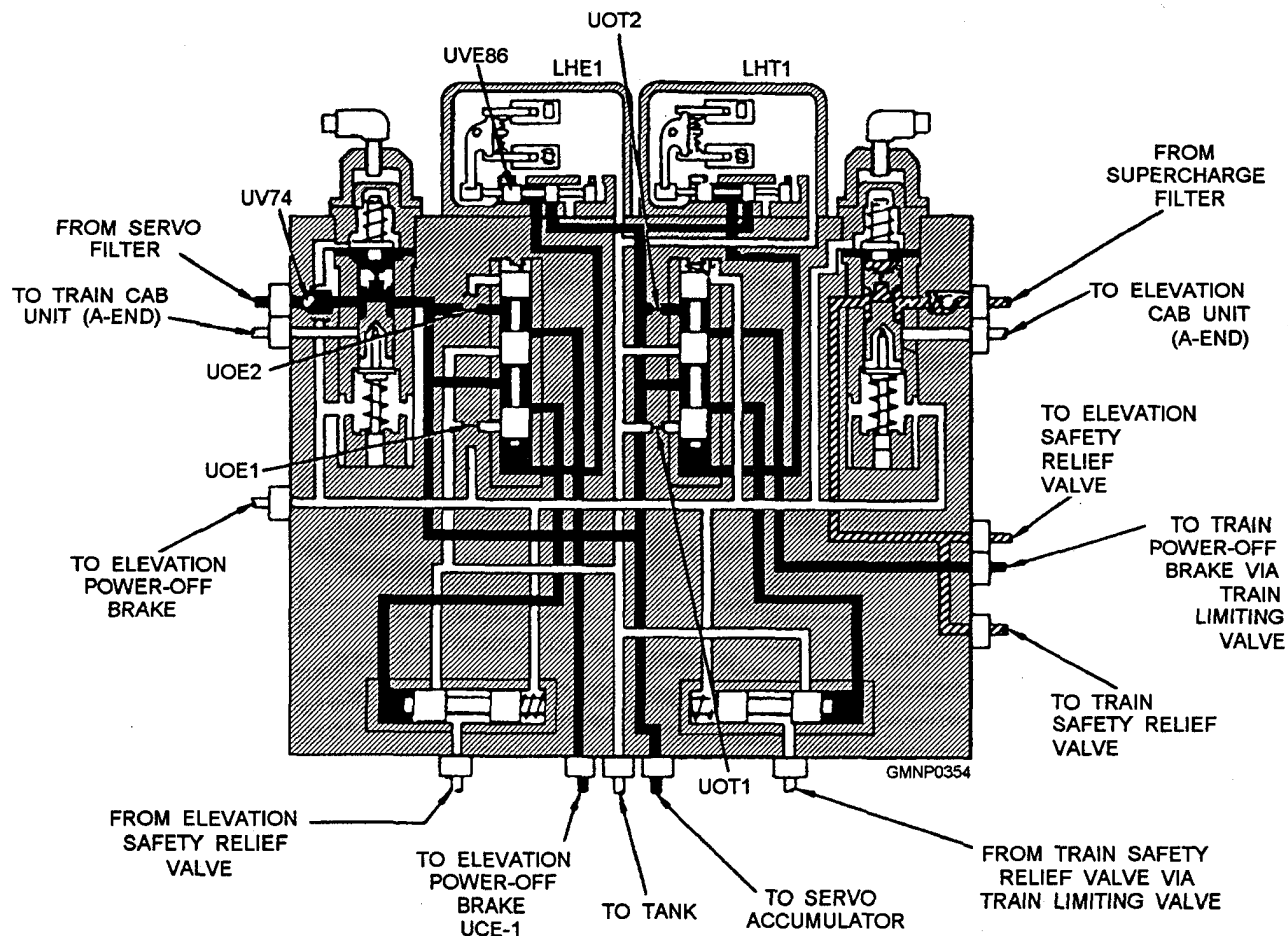 UOT2
UVE86
LHE1
LHT1
FROM
SUPERCHARGE
FILTER
UV74
FROM SERVO
FILTER
TO TRAIN CAB
UNIT (A-END)
TO ELEVATION
CAB UNIT
(A-END)
UOE2
TO ELEVATION
SAFETY
RELIEF
VALVE
UOE1
TO ELEVATION
POWER-OFF
BRAKE
TO TRAIN
POWER-OFF
BRAKE VIA
TRAIN
LIMITING
VALVE
TO TRAIN
SAFETY RELIEF
VALVE
GMNP0354
UOT1
FROM ELEVATION
SAFETY RELIEF
VALVE
TO ELEVATION
POWER-OFF
BRAKE
UCE-1
TO TANK
TO SERVO
ACCUMULATOR
FROM TRAIN SAFETY
RELIEF VALVE VIA
TRAIN LIMITING VALVE